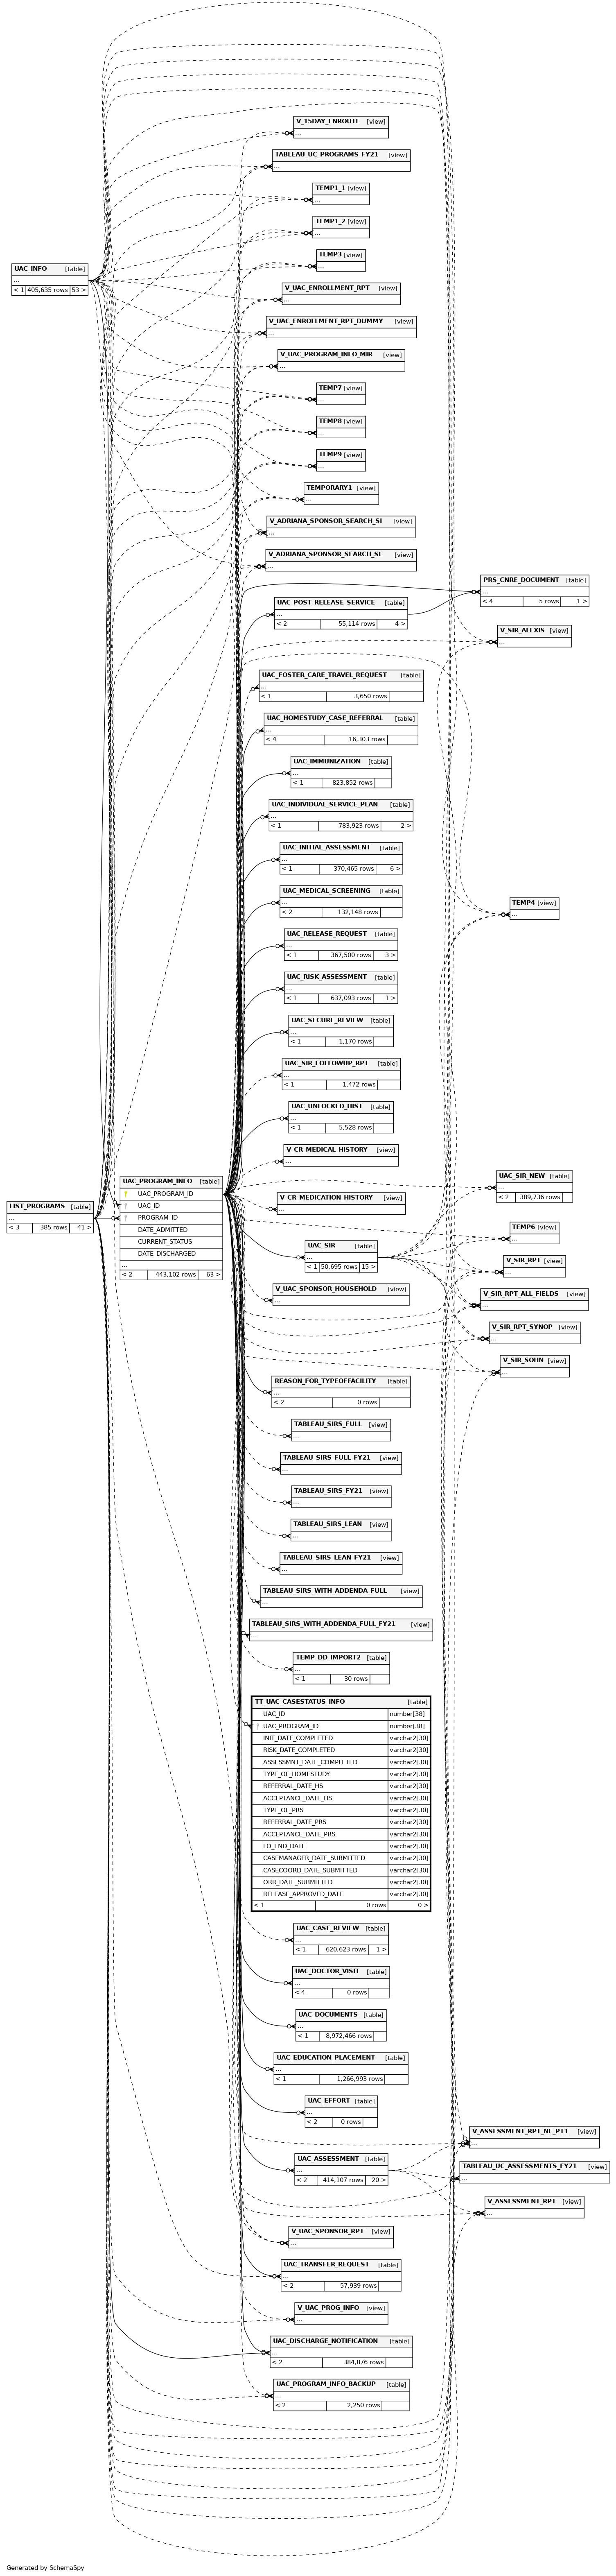 V_15DAY_ENROUTE [view]
...
TABLEAU_UC_PROGRAMS_FY21 [view]
...
TEMP1_1 [view]
...
TEMP1_2 [view]
...
TEMP3 [view]
...
UAC_INFO [table]
...
< 1 405,635 rows 53 >
V_UAC_ENROLLMENT_RPT [view]
...
V_UAC_ENROLLMENT_RPT_DUMMY [view]
...
V_UAC_PROGRAM_INFO_MIR [view]
...
TEMP7 [view]
...
TEMP8 [view]
...
TEMP9 [view]
...
TEMPORARY1 [view]
...
V_ADRIANA_SPONSOR_SEARCH_SI [view]
...
V_ADRIANA_SPONSOR_SEARCH_SL [view]
...
PRS_CNRE_DOCUMENT [table]
...
< 4 5 rows 1 >
UAC_POST_RELEASE_SERVICE [table]
...
< 2 55,114 rows 4 >
V_SIR_ALEXIS [view]
...
UAC_FOSTER_CARE_TRAVEL_REQUEST [table]
...
< 1 3,650 rows
UAC_HOMESTUDY_CASE_REFERRAL [table]
...
< 4 16,303 rows
UAC_IMMUNIZATION [table]
...
< 1 823,852 rows
UAC_INDIVIDUAL_SERVICE_PLAN [table]
...
< 1 783,923 rows 2 >
UAC_INITIAL_ASSESSMENT [table]
...
< 1 370,465 rows 6 >
UAC_MEDICAL_SCREENING [table]
...
< 2 132,148 rows
TEMP4 [view]
...
UAC_RELEASE_REQUEST [table]
...
< 1 367,500 rows 3 >
UAC_RISK_ASSESSMENT [table]
...
< 1 637,093 rows 1 >
UAC_SECURE_REVIEW [table]
...
< 1 1,170 rows
UAC_SIR_FOLLOWUP_RPT [table]
...
< 1 1,472 rows
UAC_UNLOCKED_HIST [table]
...
< 1 5,528 rows
V_CR_MEDICAL_HISTORY [view]
...
UAC_SIR_NEW [table]
...
< 2 389,736 rows
UAC_PROGRAM_INFO [table]
UAC_PROGRAM_ID
UAC_ID
PROGRAM_ID
DATE_ADMITTED
CURRENT_STATUS
DATE_DISCHARGED
...
< 2 443,102 rows 63 >
V_CR_MEDICATION_HISTORY [view]
...
LIST_PROGRAMS [table]
...
< 3 385 rows 41 >
TEMP6 [view]
...
UAC_SIR [table]
...
< 1 50,695 rows 15 >
V_SIR_RPT [view]
...
V_UAC_SPONSOR_HOUSEHOLD [view]
...
V_SIR_RPT_ALL_FIELDS [view]
...
V_SIR_RPT_SYNOP [view]
...
V_SIR_SOHN [view]
...
REASON_FOR_TYPEOFFACILITY [table]
...
< 2 0 rows
TABLEAU_SIRS_FULL [view]
...
TABLEAU_SIRS_FULL_FY21 [view]
...
TABLEAU_SIRS_FY21 [view]
...
TABLEAU_SIRS_LEAN [view]
...
TABLEAU_SIRS_LEAN_FY21 [view]
...
TABLEAU_SIRS_WITH_ADDENDA_FULL [view]
...
TABLEAU_SIRS_WITH_ADDENDA_FULL_FY21 [view]
...
TEMP_DD_IMPORT2 [table]
...
< 1 30 rows
TT_UAC_CASESTATUS_INFO [table]
UAC_ID number[38]
UAC_PROGRAM_ID number[38]
INIT_DATE_COMPLETED varchar2[30]
RISK_DATE_COMPLETED varchar2[30]
ASSESSMNT_DATE_COMPLETED varchar2[30]
TYPE_OF_HOMESTUDY varchar2[30]
REFERRAL_DATE_HS varchar2[30]
ACCEPTANCE_DATE_HS varchar2[30]
TYPE_OF_PRS varchar2[30]
REFERRAL_DATE_PRS varchar2[30]
ACCEPTANCE_DATE_PRS varchar2[30]
LO_END_DATE varchar2[30]
CASEMANAGER_DATE_SUBMITTED varchar2[30]
CASECOORD_DATE_SUBMITTED varchar2[30]
ORR_DATE_SUBMITTED varchar2[30]
RELEASE_APPROVED_DATE varchar2[30]
< 1 0 rows 0 >
UAC_CASE_REVIEW [table]
...
< 1 620,623 rows 1 >
UAC_DOCTOR_VISIT [table]
...
< 4 0 rows
UAC_DOCUMENTS [table]
...
< 1 8,972,466 rows
UAC_EDUCATION_PLACEMENT [table]
...
< 1 1,266,993 rows
UAC_EFFORT [table]
...
< 2 0 rows
V_ASSESSMENT_RPT_NF_PT1 [view]
...
UAC_ASSESSMENT [table]
...
< 2 414,107 rows 20 >
TABLEAU_UC_ASSESSMENTS_FY21 [view]
...
V_ASSESSMENT_RPT [view]
...
V_UAC_SPONSOR_RPT [view]
...
UAC_TRANSFER_REQUEST [table]
...
< 2 57,939 rows
V_UAC_PROG_INFO [view]
...
UAC_DISCHARGE_NOTIFICATION [table]
...
< 2 384,876 rows
UAC_PROGRAM_INFO_BACKUP [table]
...
< 2 2,250 rows
Generated by SchemaSpy